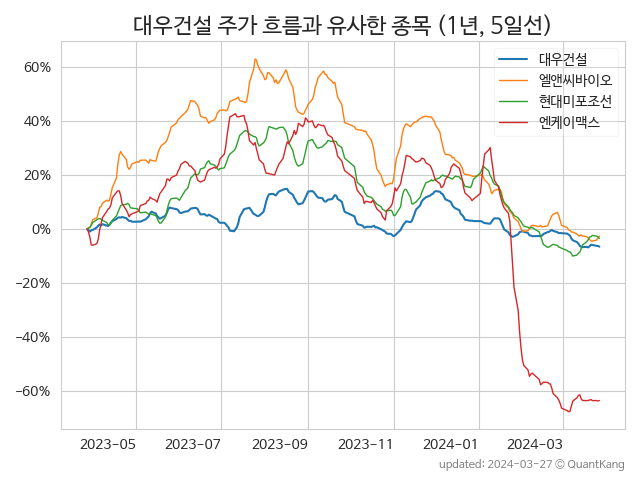 대우건설 주가 흐름과 유사한 종목 (1년, 5일선)
대우건설
엘앤씨바이오
현대미포조선
엔케이맥스
60%
40%
20%
0%
−20%
−40%
−60%
2023-05 2023-07 2023-09 2023-11 2024-01 2024-03
updated: 2024-03-27 © QuantKang